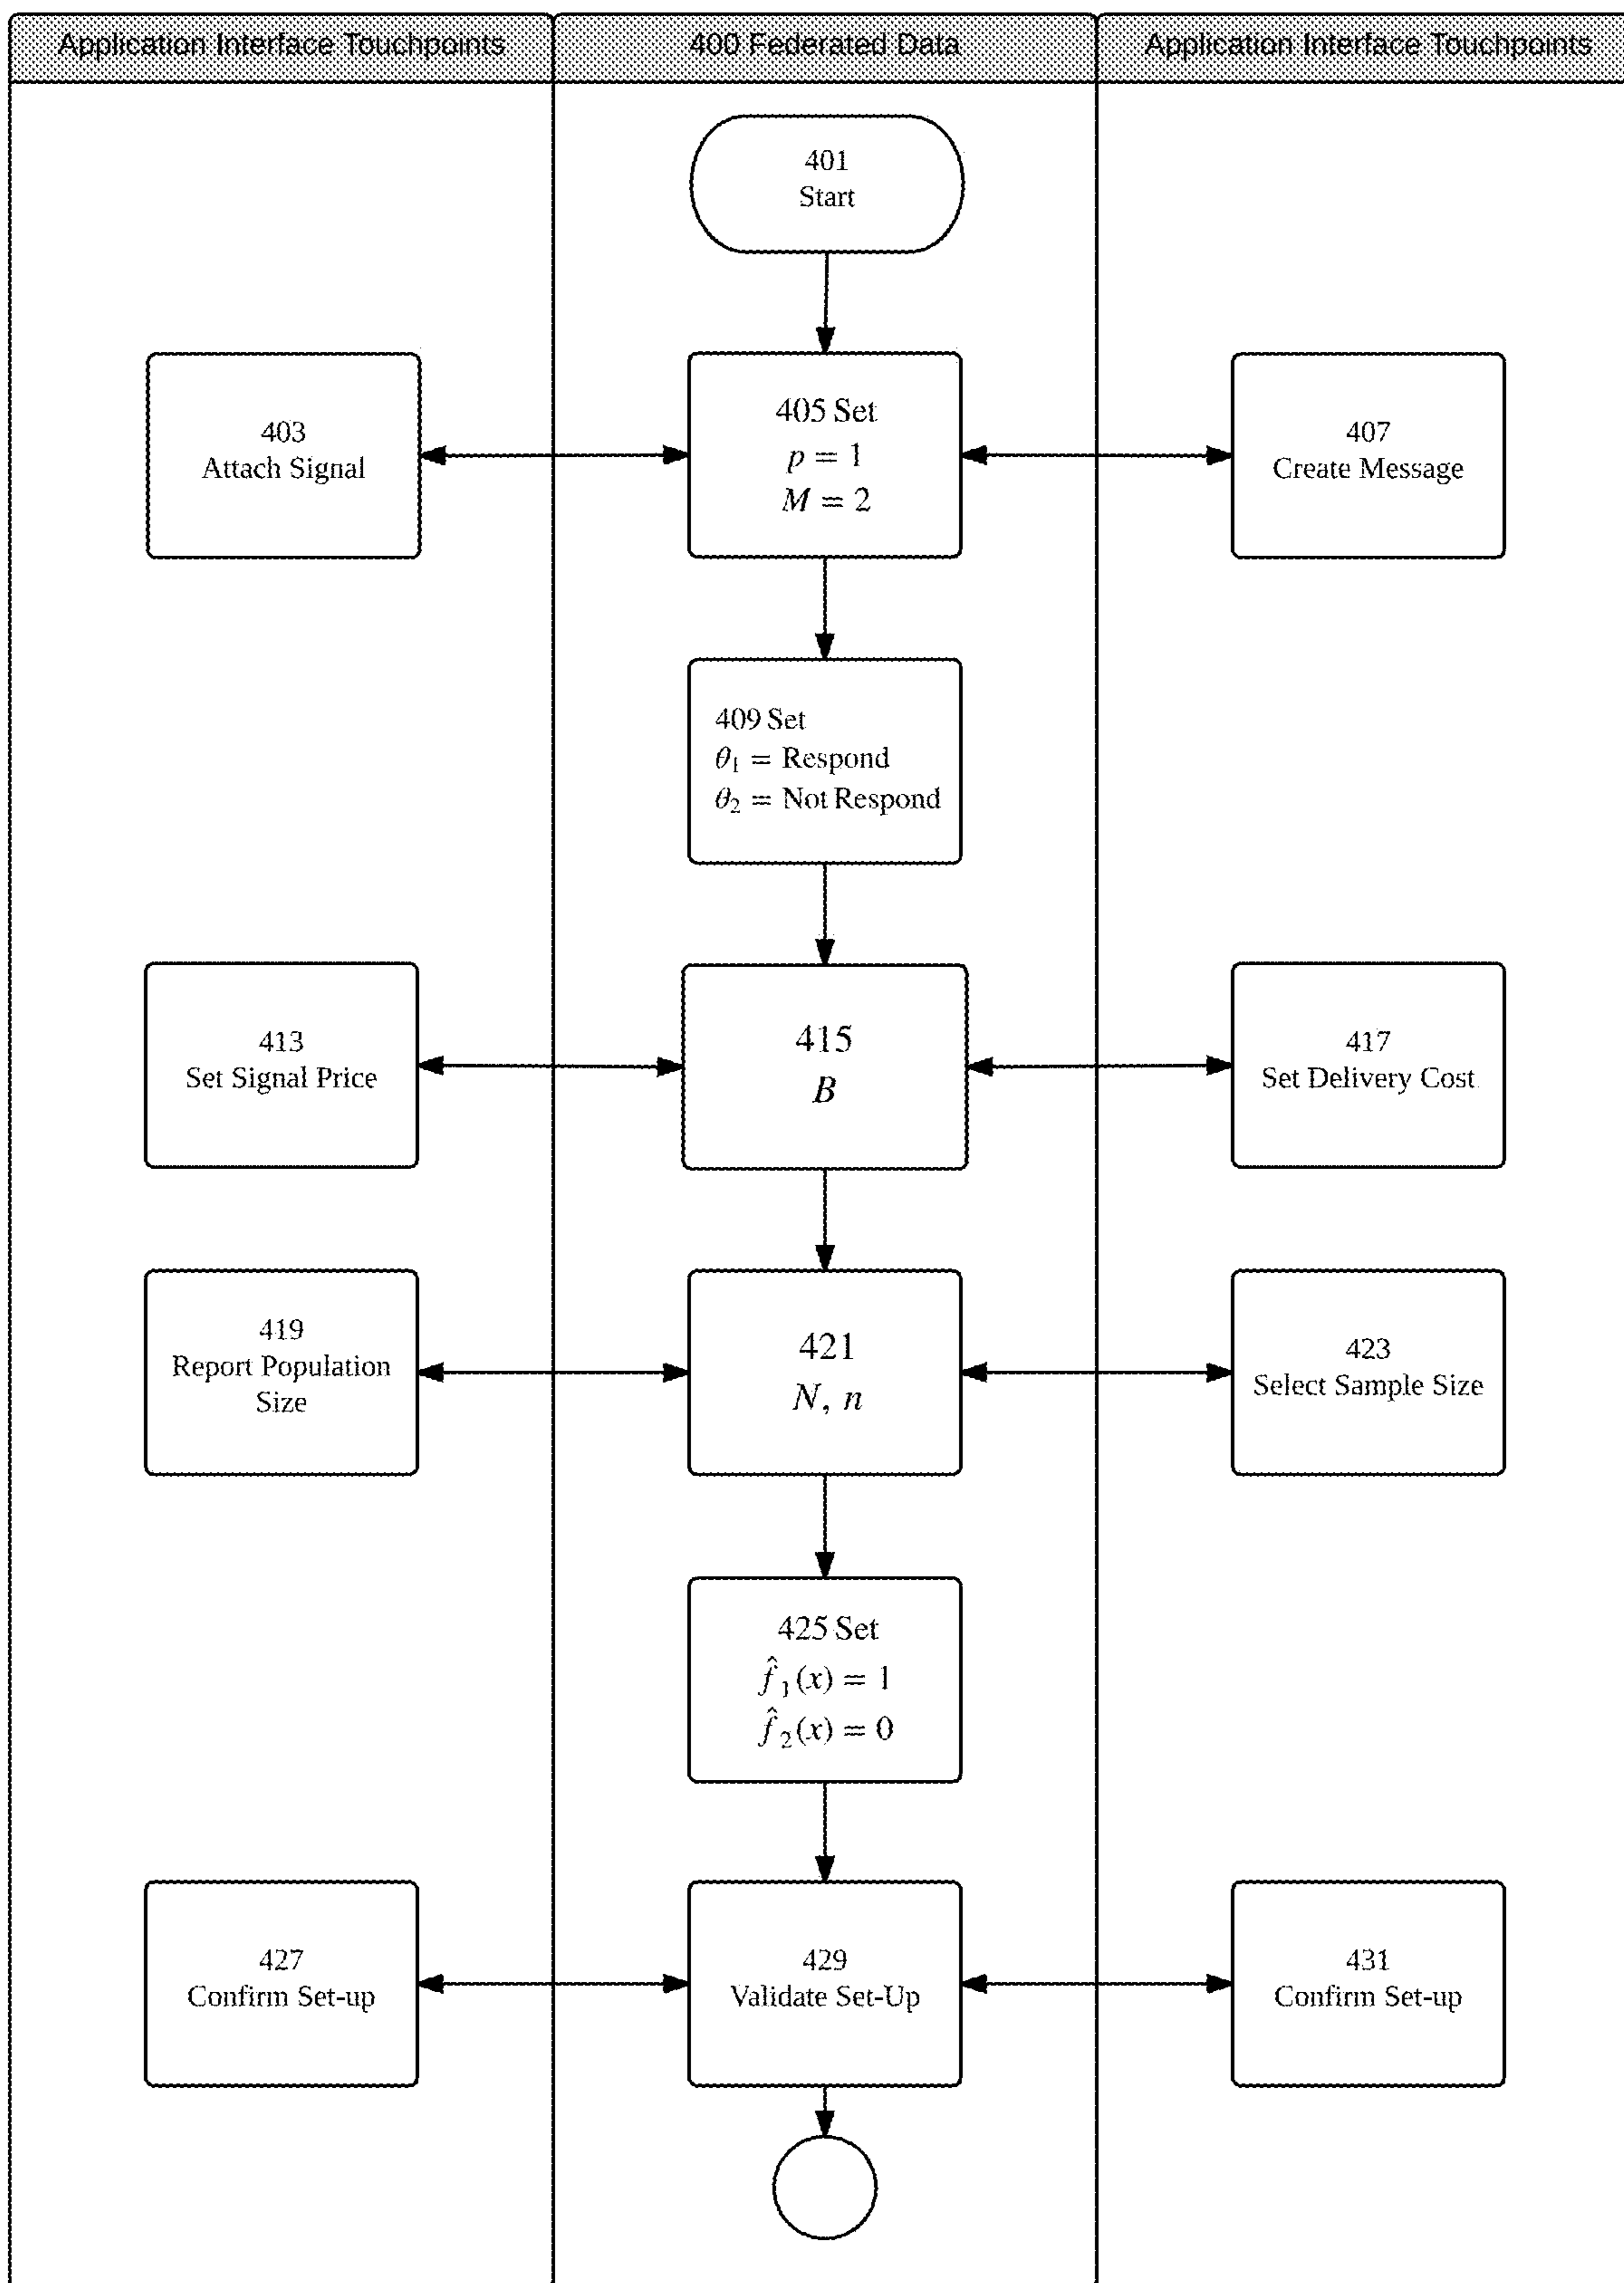 Application Interface Touchpoints
400 Federated Data
Application Interface Touchpoints
401
Start
403
Attach Signal
405 Set
p = 1
M = 2
407
Create Message
409 Set
θ₁ = Respond
θ₂ = Not Respond
413
Set Signal Price
415
B
417
Set Delivery Cost
419
Report Population
Size
421
N, n
423
Select Sample Size
425 Set
f̂₁(x) = 1
f̂₂(x) = 0
427
Confirm Set-up
429
Validate Set-Up
431
Confirm Set-up